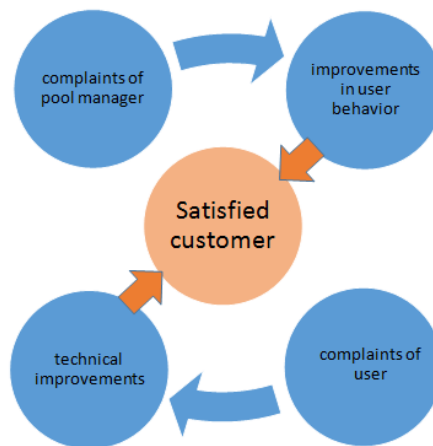 complaints of
pool manager
improvements
in user
behavior
Satisfied
customer
technical
improvements
complaints of
user